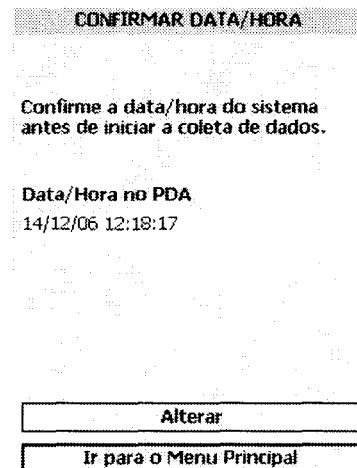 CONFIRMAR DATA/HORA
Confirme a data/hora do sistema
antes de iniciar a coleta de dados.
Data/Hora no PDA
14/12/06 12:18:17
Alterar
Ir para o Menu Principal